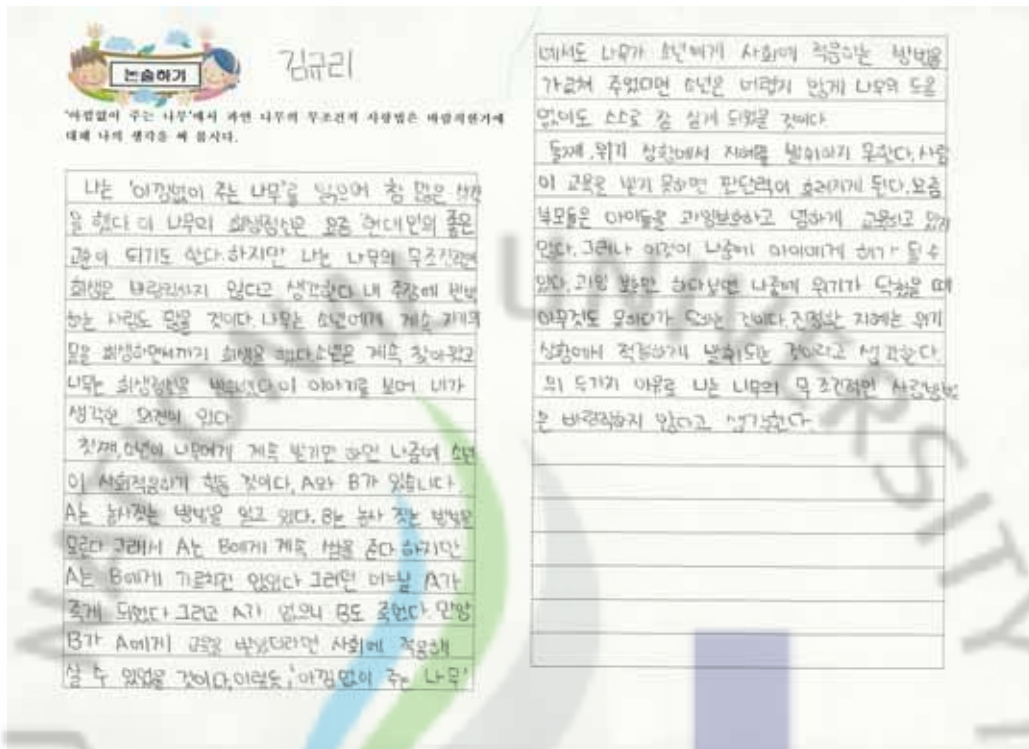 논술하기
김규리
'아낌없이 주는 나무'에서 과연 나무의 무조건적 사랑법은 바람직한가에
대해 나의 생각을 써 봅시다.
나는 '아낌없이 주는 나무'를 읽으며 참 많은 생각
을 했다 이 나무의 희생정신은 요즘 현대인의 좋은
교훈이 되기도 한다. 하지만 나는 나무의 무조건적인
희생은 바람직하지 않다고 생각한다 내 주장에 반박
하는 사람도 많을 것이다. 나무는 소년에게 계속 자기의
몸을 희생하면서까지 희생을 했다. 소년은 계속 찾아왔고
나무는 희생정신을 발휘했다 이 이야기를 보며 내가
생각한 의견이 있다
첫째, 소년이 나무에게 계속 받기만 하면 나중에 소년
이 사회적응하기 힘들 것이다. A와 B가 있습니다.
A는 농사짓는 방법을 알고 있다. B는 농사 짓는 방법을
모른다 그래서 A는 B에게 계속 쌀을 준다 하지만
A는 B에게 가르치진 않았다 그러던 어느날 A가
죽게 되었다 그리고 A가 없으니 B도 죽었다. 만약
B가 A에게 교육을 받았더라면 사회에 적응해
살 수 있었을 것이다, 이렇듯, '아낌없이 주는 나무'
에서도 나무가 소년에게 사회에 적응하는 방법을
가르쳐 주었더면 소년은 어렵지 않게 나무의 도움
없이도 스스로 잘 살게 되었을 것이다
둘째, 위기 상황에서 지혜를 발휘하지 못한다. 사람
이 교육을 받지 못하면 판단력이 흐려지게 된다. 요즘
부모들은 아이들을 과잉보호하고 귀하게 교육하고 있지
만다. 그러나 이것이 나중에 아이에게 해가 될 수
있다. 과잉 보호만 하다보면 나중에 위기가 닥쳤을 때
아무것도 못하다가 당하는 것이다. 진정한 지혜는 위기
상황에서 적절하게 발휘되는 것이라고 생각한다.
위 두가지 이유로 나는 나무의 무조건적인 사랑방법
은 바람직하지 않다고 생각한다.
NATIONAL UNIVERSITY